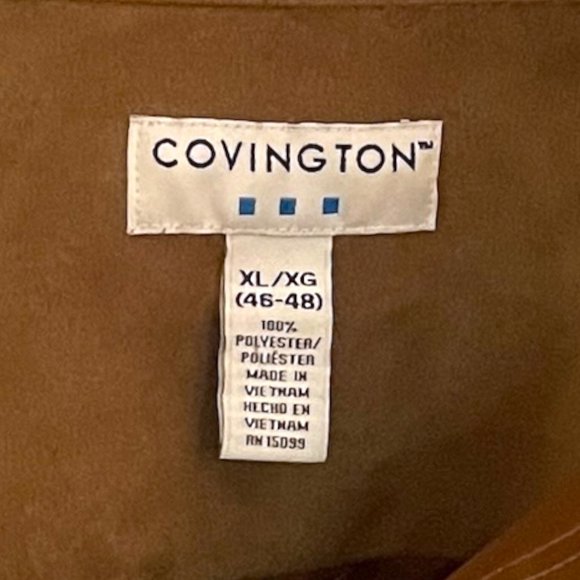 COVINGTON™
XL/XG
(46-48)
100%
POLYESTER/
POLIÉSTER
MADE IN
VIETNAM
HECHO EN
VIETNAM
RN 15099